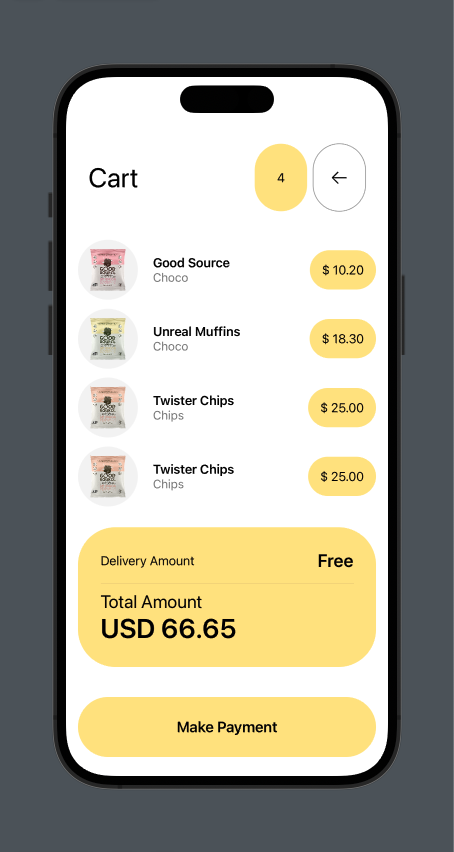 Cart
4
Good Source
Choco
$ 10.20
Unreal Muffins
Choco
$ 18.30
Twister Chips
Chips
$ 25.00
Twister Chips
Chips
$ 25.00
Delivery Amount Free
Total Amount
USD 66.65
Make Payment